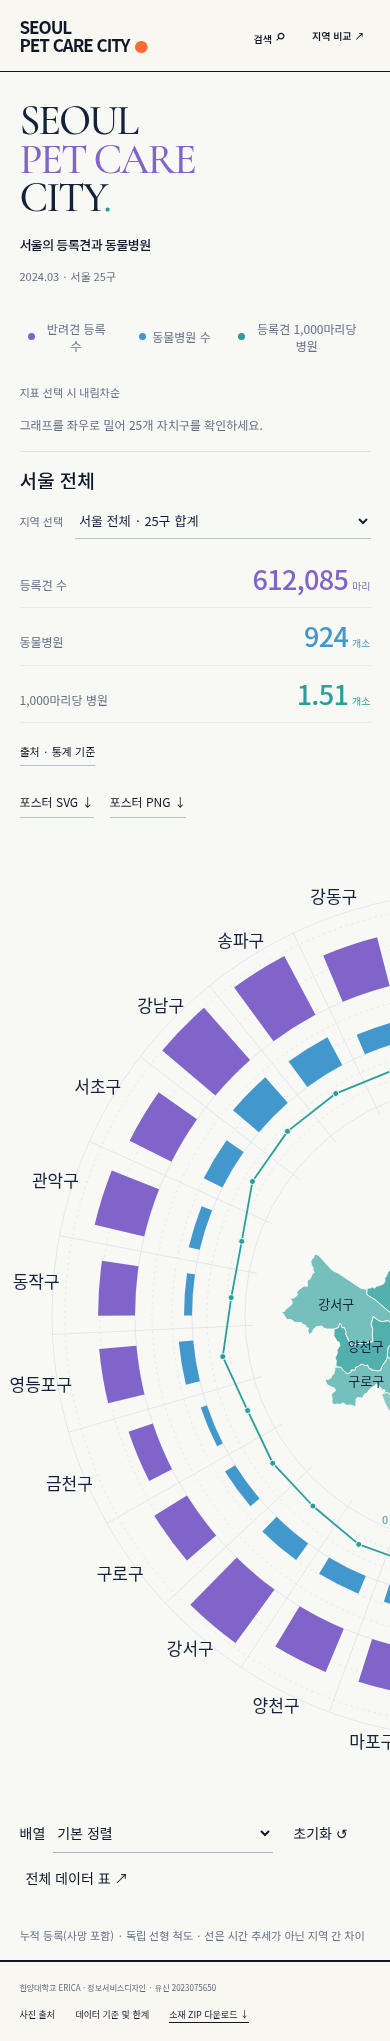 SEOUL
PET CARE CITY
검색
지역 비교 ↗
SEOUL
PET CARE
CITY.
서울의 등록견과 동물병원
2024.03 · 서울 25구
반려견 등록
수
동물병원 수
등록견 1,000마리당
병원
지표 선택 시 내림차순
그래프를 좌우로 밀어 25개 자치구를 확인하세요.
서울 전체
지역 선택 서울 전체 · 25구 합계
등록견 수 612,085 마리
동물병원 924 개소
1,000마리당 병원 1.51 개소
출처 · 통계 기준
포스터 SVG ↓ 포스터 PNG ↓
강동구
송파구
강남구
서초구
관악구
동작구
영등포구
금천구
구로구
강서구
양천구
마포구
강서구
양천구
구로구
0
배열 기본 정렬 초기화 ↺
전체 데이터 표 ↗
누적 등록(사망 포함) · 독립 선형 척도 · 선은 시간 추세가 아닌 지역 간 차이
한양대학교 ERICA · 정보서비스디자인 · 유신 2023075650
사진 출처 데이터 기준 및 한계 소재 ZIP 다운로드 ↓